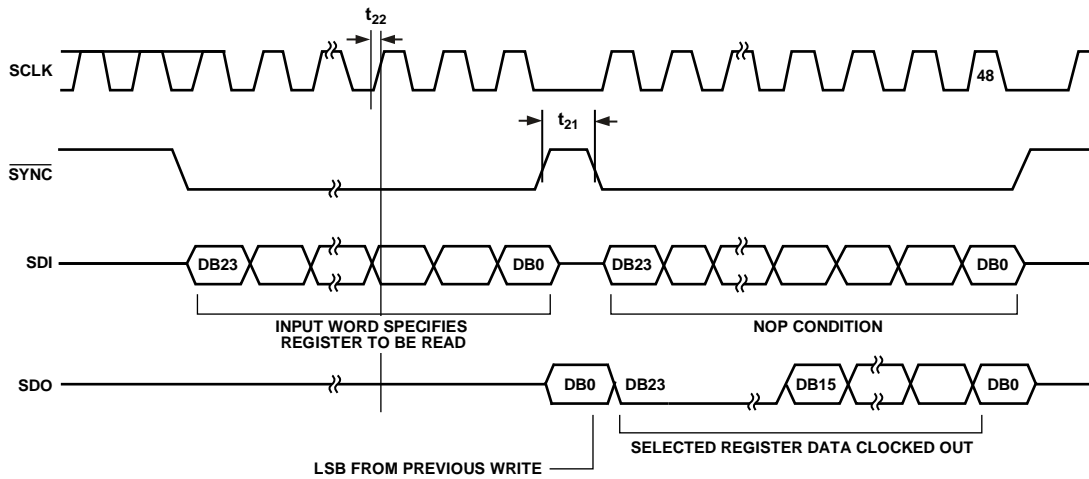 t22
SCLK
48
t21
SYNC
SDI
DB23
DB0
DB23
DB0
INPUT WORD SPECIFIES
REGISTER TO BE READ
NOP CONDITION
SDO
DB0
DB23
DB15
DB0
SELECTED REGISTER DATA CLOCKED OUT
LSB FROM PREVIOUS WRITE